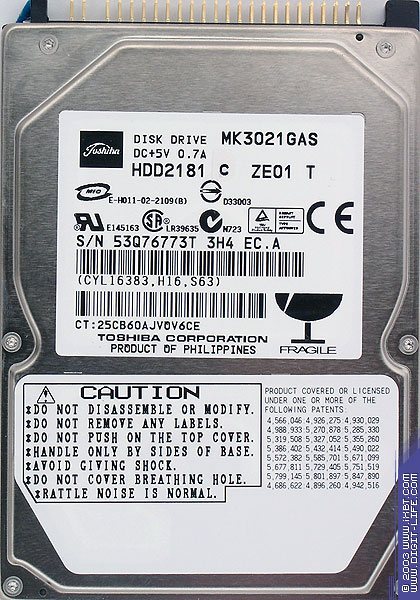 Toshiba
DISK DRIVE MK3021GAS
DC+5V 0.7A
HDD2181 C ZE01 T
MIC
E-H011-02-2109(B) D33003
E145163 LR39635 N723 CE
S/N 53Q76773T 3H4 EC.A
(CYL16383,H16,S63)
CT:25CB60AJV0V6CE
TOSHIBA CORPORATION
PRODUCT OF PHILIPPINES
FRAGILE
CAUTION
*DO NOT DISASSEMBLE OR MODIFY.
*DO NOT REMOVE ANY LABELS.
*DO NOT PUSH ON THE TOP COVER.
*HANDLE ONLY BY SIDES OF BASE.
*AVOID GIVING SHOCK.
*DO NOT COVER BREATHING HOLE.
*RATTLE NOISE IS NORMAL.
PRODUCT COVERED OR LICENSED
UNDER ONE OR MORE OF THE
FOLLOWING PATENTS:
4,566,046 4,926,275 4,930,029
4,988,933 5,270,878 5,285,330
5,319,508 5,327,052 5,355,260
5,386,402 5,432,414 5,490,022
5,572,382 5,585,701 5,671,099
5,677,811 5,729,405 5,751,519
5,799,145 5,801,897 5,847,890
4,686,622 4,896,260 4,942,516
© 2003 www.iXBT.com
www.DIGIT-LIFE.com